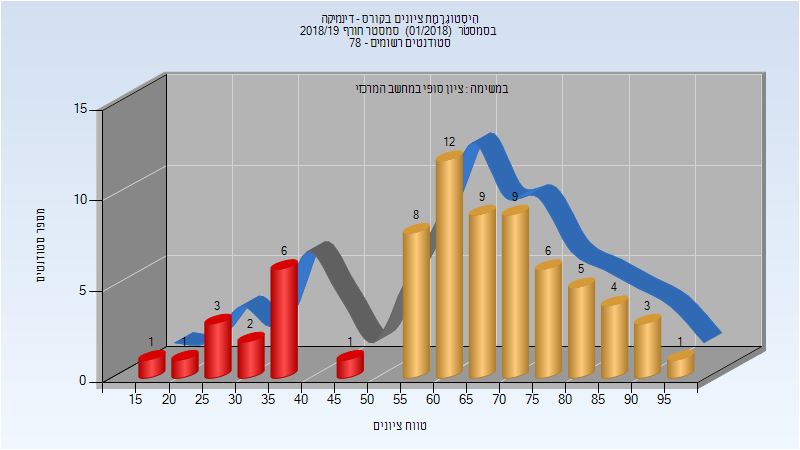 היסטוגרמת ציונים בקורס - דינמיקה
בסמסטר (01/2018) סמסטר חורף 2018/19
סטודנטים רשומים - 78
במשימה : ציון סופי במחשב המרכזי
מספר סטודנטים
15
10
5
0
1 1 3 2 6 1 8 12 9 9 6 5 4 3 1
15 20 25 30 35 40 45 50 55 60 65 70 75 80 85 90 95
טווח ציונים